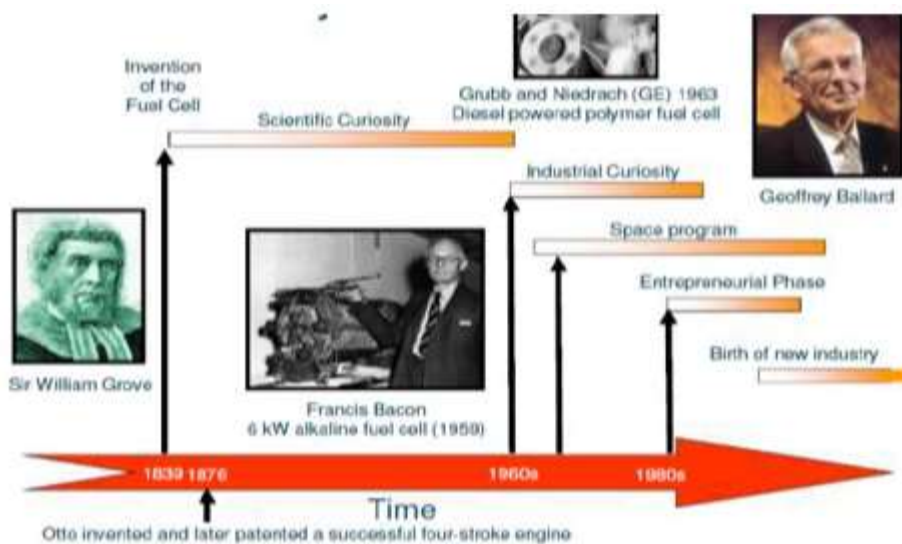 Invention
of the
Fuel Cell
Scientific Curiosity
Grubb and Niedrach (GE) 1963
Diesel powered polymer fuel cell
Industrial Curiosity
Geoffrey Ballard
Space program
Entrepreneurial Phase
Birth of new industry
Sir William Grove
Francis Bacon
6 kW alkaline fuel cell (1959)
1839 1876 1960s 1980s
Time
Otto invented and later patented a successful four-stroke engine